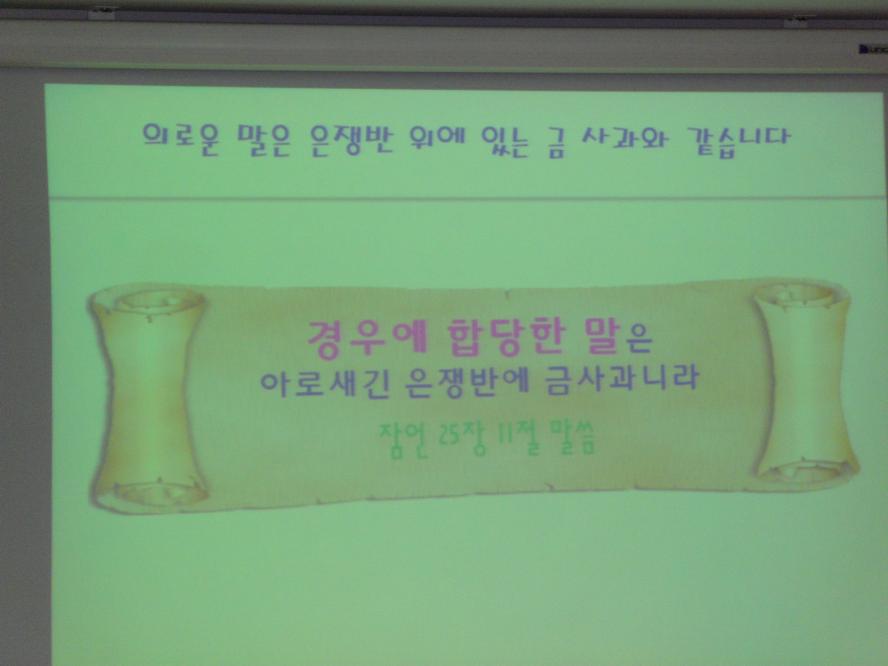 의로운 말은 은쟁반 위에 있는 금 사과와 같습니다
경우에 합당한 말은
아로새긴 은쟁반에 금사과니라
잠언 25장 11절 말씀